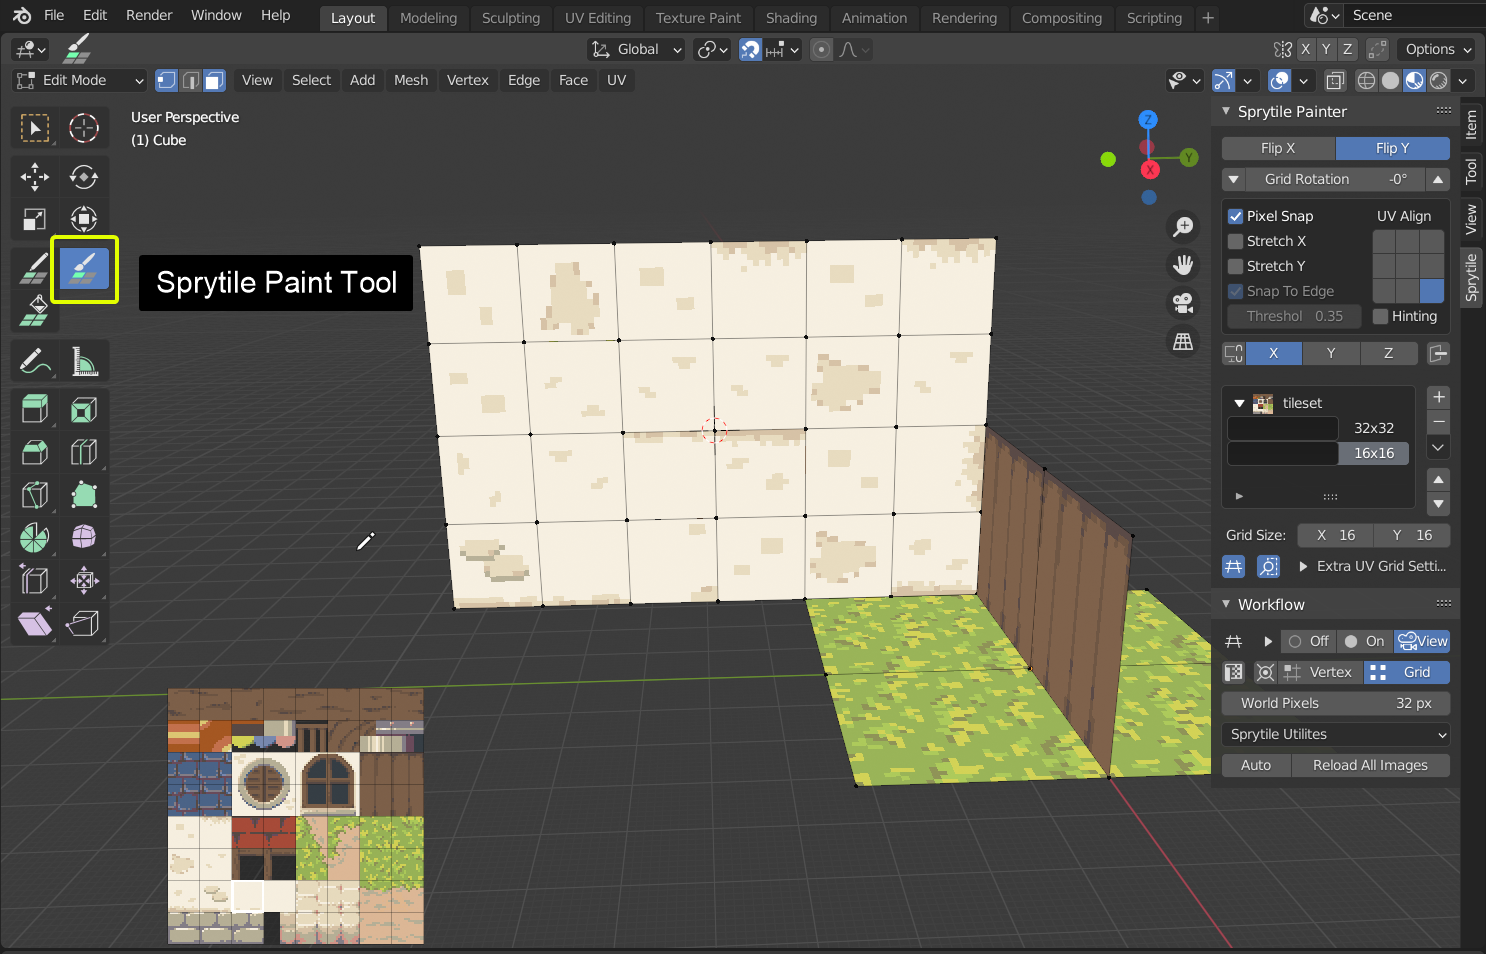 File Edit Render Window Help Layout Modeling Sculpting UV Editing Texture Paint Shading Animation Rendering Compositing Scripting + Scene
Global X Y Z Options
Edit Mode View Select Add Mesh Vertex Edge Face UV
User Perspective
(1) Cube
Z
Y
X
Sprytile Paint Tool
Sprytile Painter
Flip X Flip Y
Grid Rotation -0°
Pixel Snap UV Align
Stretch X
Stretch Y
Snap To Edge
Threshol 0.35 Hinting
X Y Z
tileset
32x32
16x16
Grid Size: X 16 Y 16
Extra UV Grid Setti...
Workflow
Off On View
Vertex Grid
World Pixels 32 px
Sprytile Utilites
Auto Reload All Images
Item
Tool
View
Sprytile